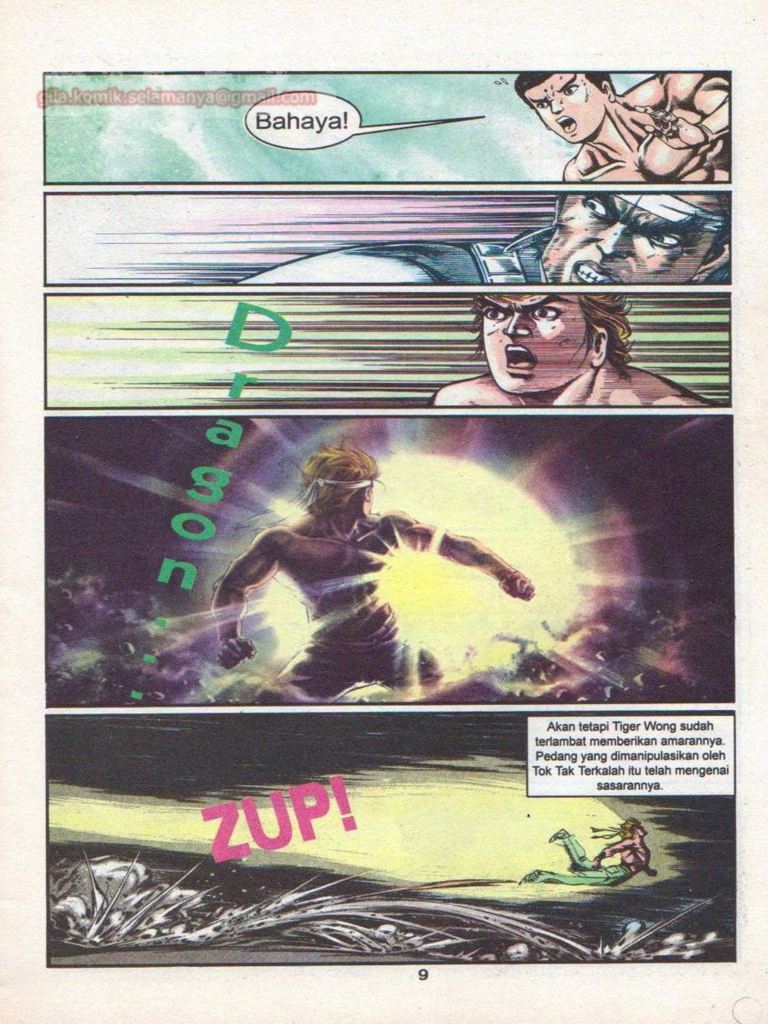 gila.komik.selamanya@gmail.com
Bahaya!
Dragon...
Akan tetapi Tiger Wong sudah
terlambat memberikan amarannya.
Pedang yang dimanipulasikan oleh
Tok Tak Terkalah itu telah mengenai
sasarannya.
ZUP!
9